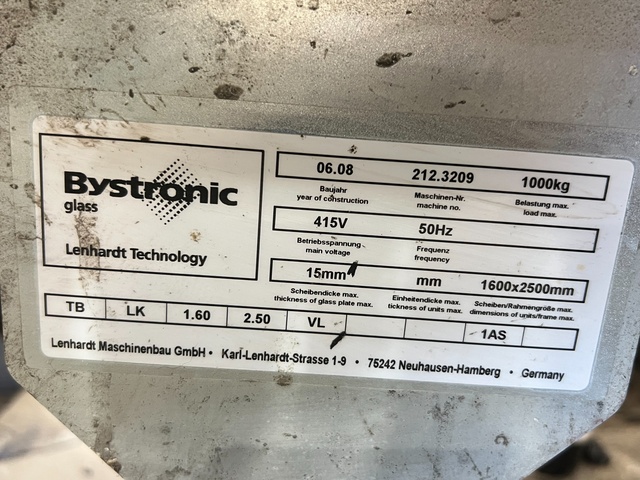 Bystronic
glass
Lenhardt Technology
06.08 212.3209 1000kg
Baujahr Maschinen-Nr. Belastung max.
year of construction machine no. load max.
415V 50Hz
Betriebsspannung Frequenz
main voltage frequency
15mm mm 1600x2500mm
Scheibendicke max. Einheitendicke max. Scheiben/Rahmengröße max.
thickness of glass plate max. tickness of units max. dimensions of units/frame max.
TB LK 1.60 2.50 VL 1AS
Lenhardt Maschinenbau GmbH • Karl-Lenhardt-Strasse 1-9 • 75242 Neuhausen-Hamberg • Germany